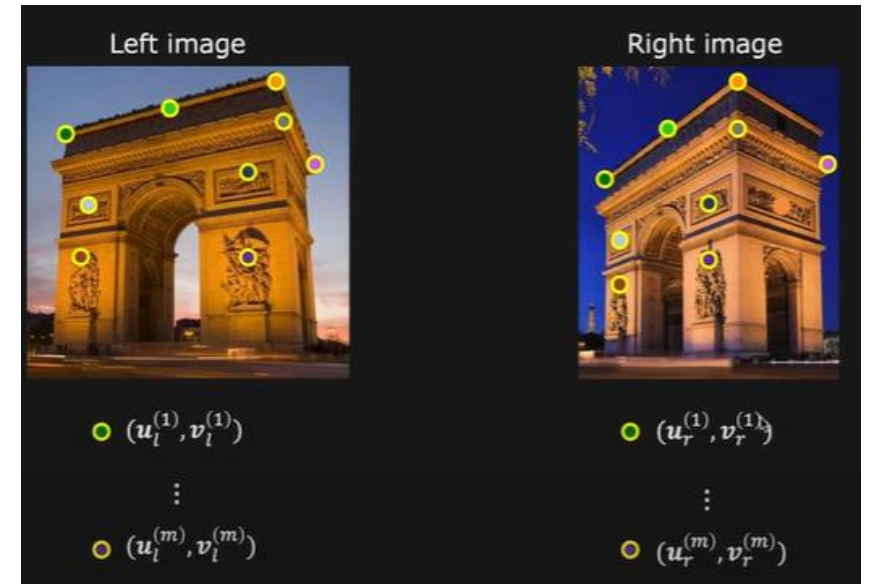 Left image
Right image
(u_l^{(1)}, v_l^{(1)})
(u_r^{(1)}, v_r^{(1)})
⋮
⋮
(u_l^{(m)}, v_l^{(m)})
(u_r^{(m)}, v_r^{(m)})